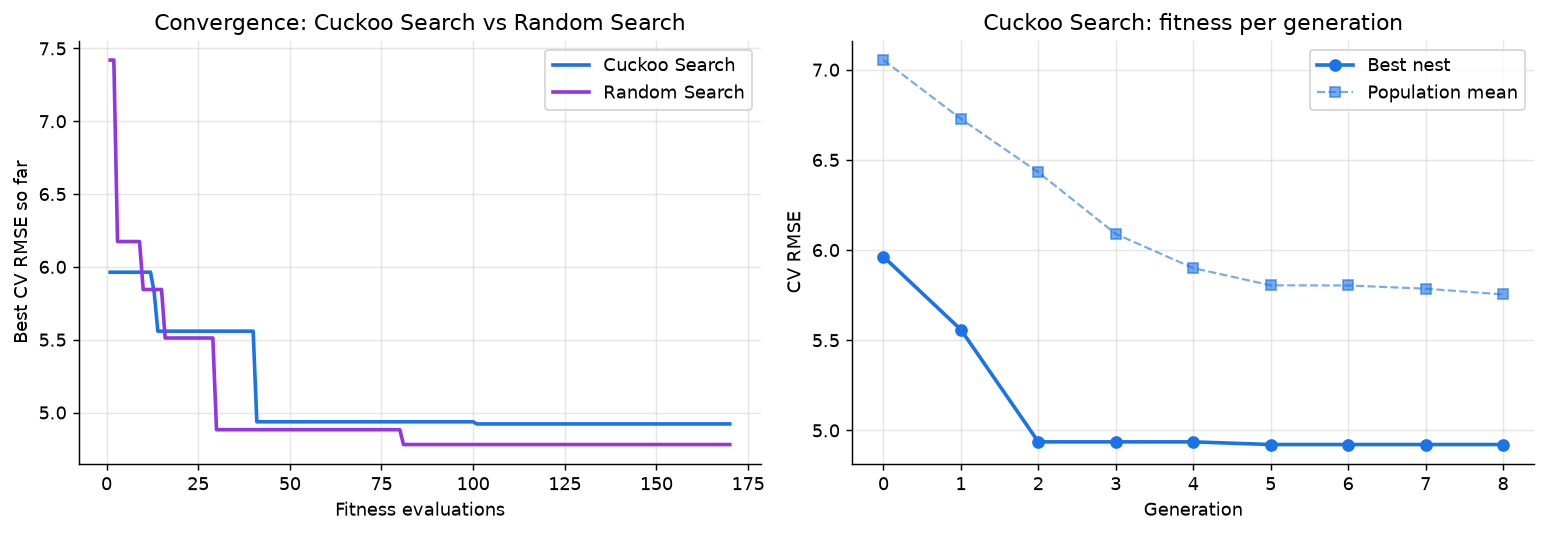 Convergence: Cuckoo Search vs Random Search
Best CV RMSE so far
7.5
7.0
6.5
6.0
5.5
5.0
Cuckoo Search
Random Search
0 25 50 75 100 125 150 175
Fitness evaluations
Cuckoo Search: fitness per generation
CV RMSE
7.0
6.5
6.0
5.5
5.0
Best nest
Population mean
0 1 2 3 4 5 6 7 8
Generation